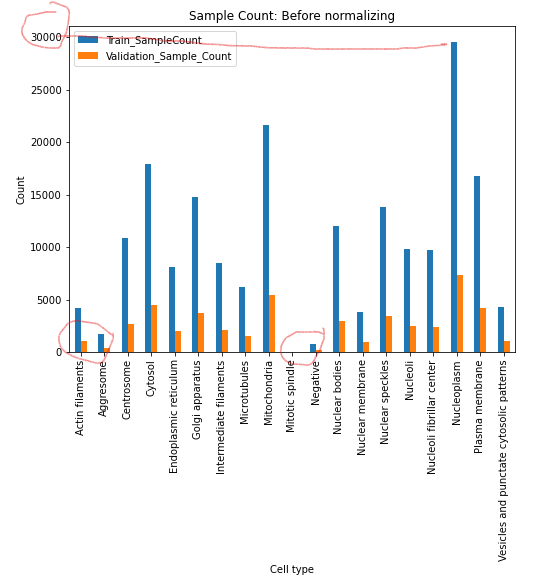 Sample Count: Before normalizing
30000
25000
20000
15000
10000
5000
0
Count
Train_SampleCount
Validation_Sample_Count
Actin filaments
Aggresome
Centrosome
Cytosol
Endoplasmic reticulum
Golgi apparatus
Intermediate filaments
Microtubules
Mitochondria
Mitotic spindle
Negative
Nuclear bodies
Nuclear membrane
Nuclear speckles
Nucleoli
Nucleoli fibrillar center
Nucleoplasm
Plasma membrane
Vesicles and punctate cytosolic patterns
Cell type